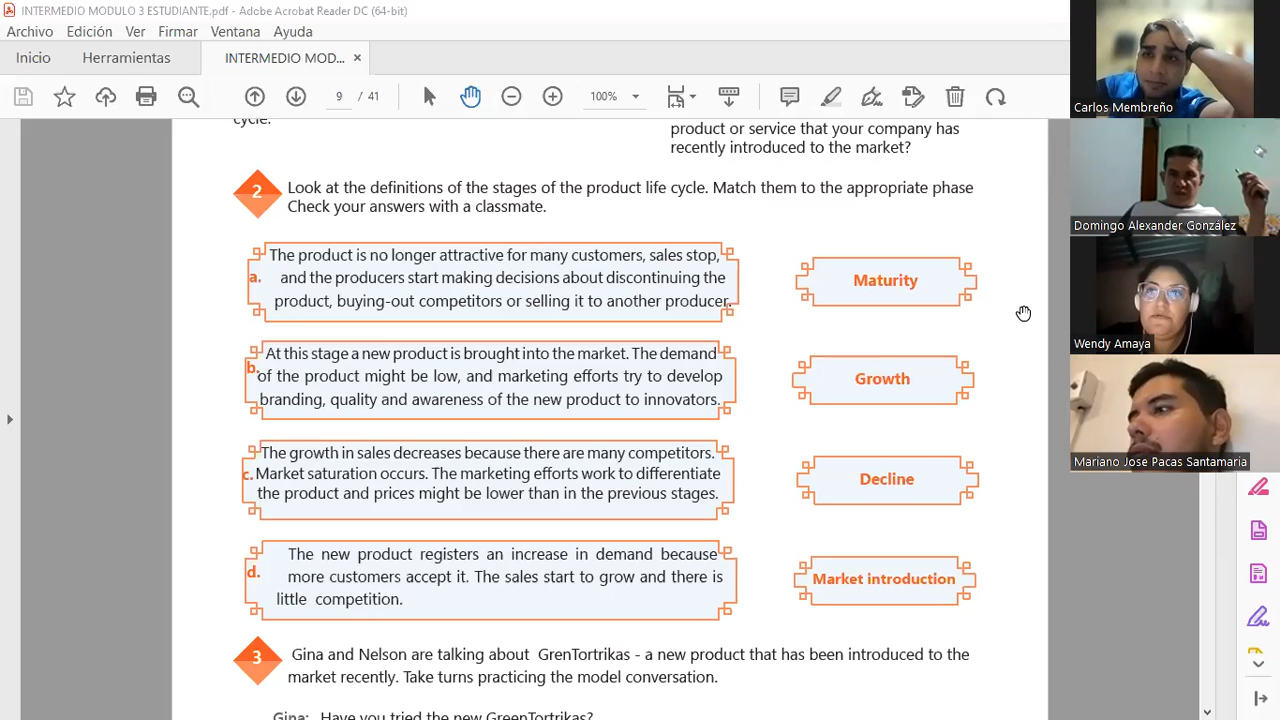 INTERMEDIO MODULO 3 ESTUDIANTE.pdf - Adobe Acrobat Reader DC (64-bit)
Archivo Edición Ver Firmar Ventana Ayuda
Inicio Herramientas INTERMEDIO MOD... ×
9 / 41 100%
cycle.
product or service that your company has
recently introduced to the market?
2 Look at the definitions of the stages of the product life cycle. Match them to the appropriate phase
Check your answers with a classmate.
a. The product is no longer attractive for many customers, sales stop,
and the producers start making decisions about discontinuing the
product, buying-out competitors or selling it to another producer.
Maturity
b. At this stage a new product is brought into the market. The demand
of the product might be low, and marketing efforts try to develop
branding, quality and awareness of the new product to innovators.
Growth
c. The growth in sales decreases because there are many competitors.
Market saturation occurs. The marketing efforts work to differentiate
the product and prices might be lower than in the previous stages.
Decline
d. The new product registers an increase in demand because
more customers accept it. The sales start to grow and there is
little competition.
Market introduction
3 Gina and Nelson are talking about GrenTortrikas - a new product that has been introduced to the
market recently. Take turns practicing the model conversation.
Gina: Have you tried the new GreenTortrikas?
Carlos Membreño
Domingo Alexander González
Wendy Amaya
Mariano Jose Pacas Santamaria